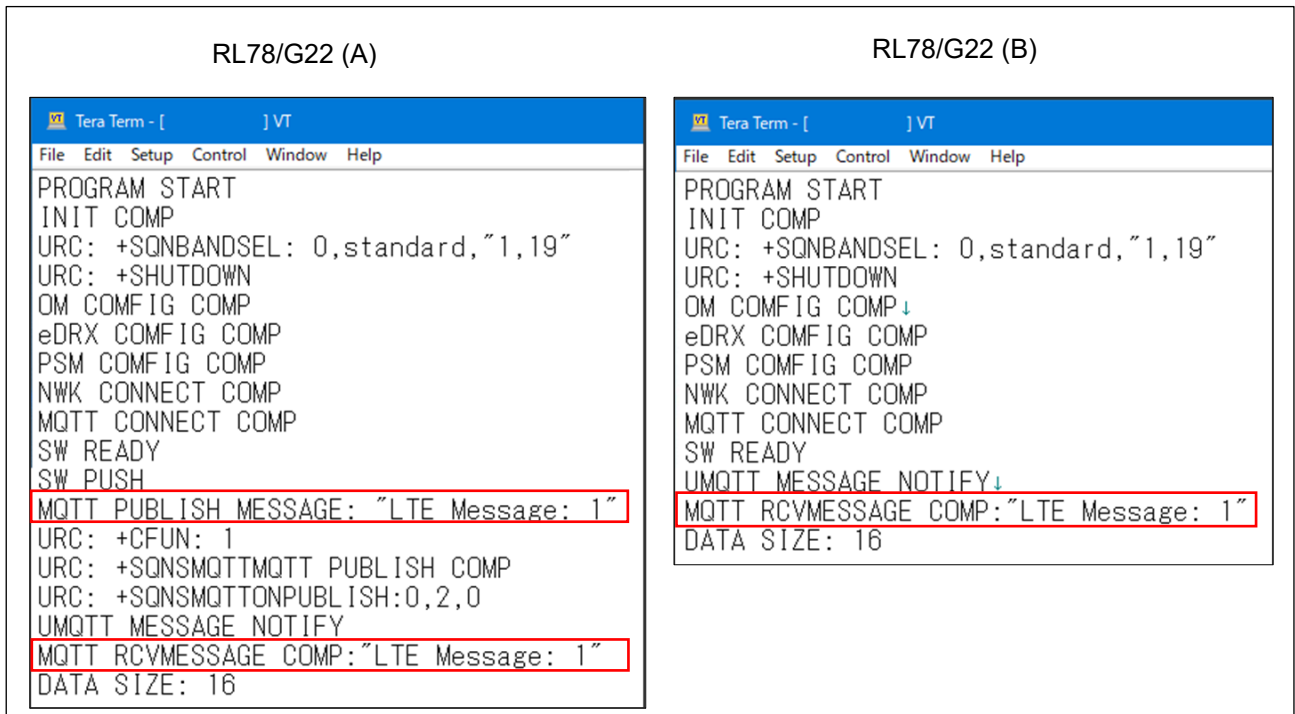 RL78/G22 (A)
Tera Term - [ ] VT
File Edit Setup Control Window Help
PROGRAM START
INIT COMP
URC: +SQNBANDSEL: 0,standard,"1,19"
URC: +SHUTDOWN
OM COMFIG COMP
eDRX COMFIG COMP
PSM COMFIG COMP
NWK CONNECT COMP
MQTT CONNECT COMP
SW READY
SW PUSH
MQTT PUBLISH MESSAGE: "LTE Message: 1"
URC: +CFUN: 1
URC: +SQNSMQTTMQTT PUBLISH COMP
URC: +SQNSMQTTONPUBLISH:0,2,0
UMQTT MESSAGE NOTIFY
MQTT RCVMESSAGE COMP:"LTE Message: 1"
DATA SIZE: 16
RL78/G22 (B)
Tera Term - [ ] VT
File Edit Setup Control Window Help
PROGRAM START
INIT COMP
URC: +SQNBANDSEL: 0,standard,"1,19"
URC: +SHUTDOWN
OM COMFIG COMP↓
eDRX COMFIG COMP
PSM COMFIG COMP
NWK CONNECT COMP
MQTT CONNECT COMP
SW READY
UMQTT MESSAGE NOTIFY↓
MQTT RCVMESSAGE COMP:"LTE Message: 1"
DATA SIZE: 16